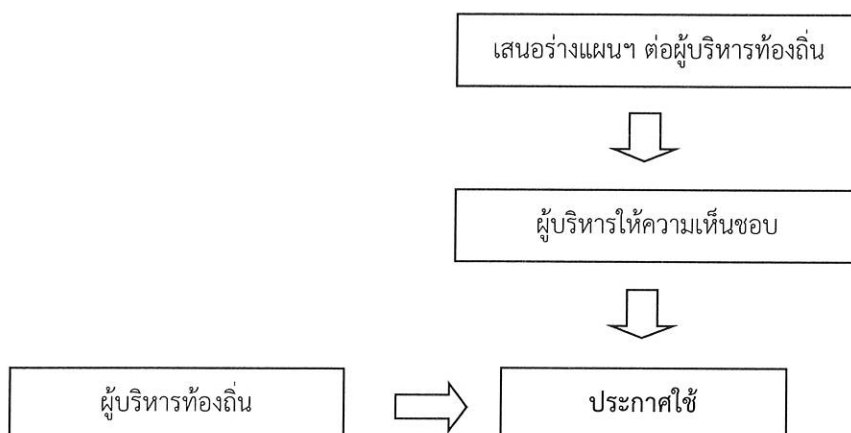 เสนอร่างแผนฯ ต่อผู้บริหารท้องถิ่น
ผู้บริหารให้ความเห็นชอบ
ผู้บริหารท้องถิ่น
ประกาศใช้